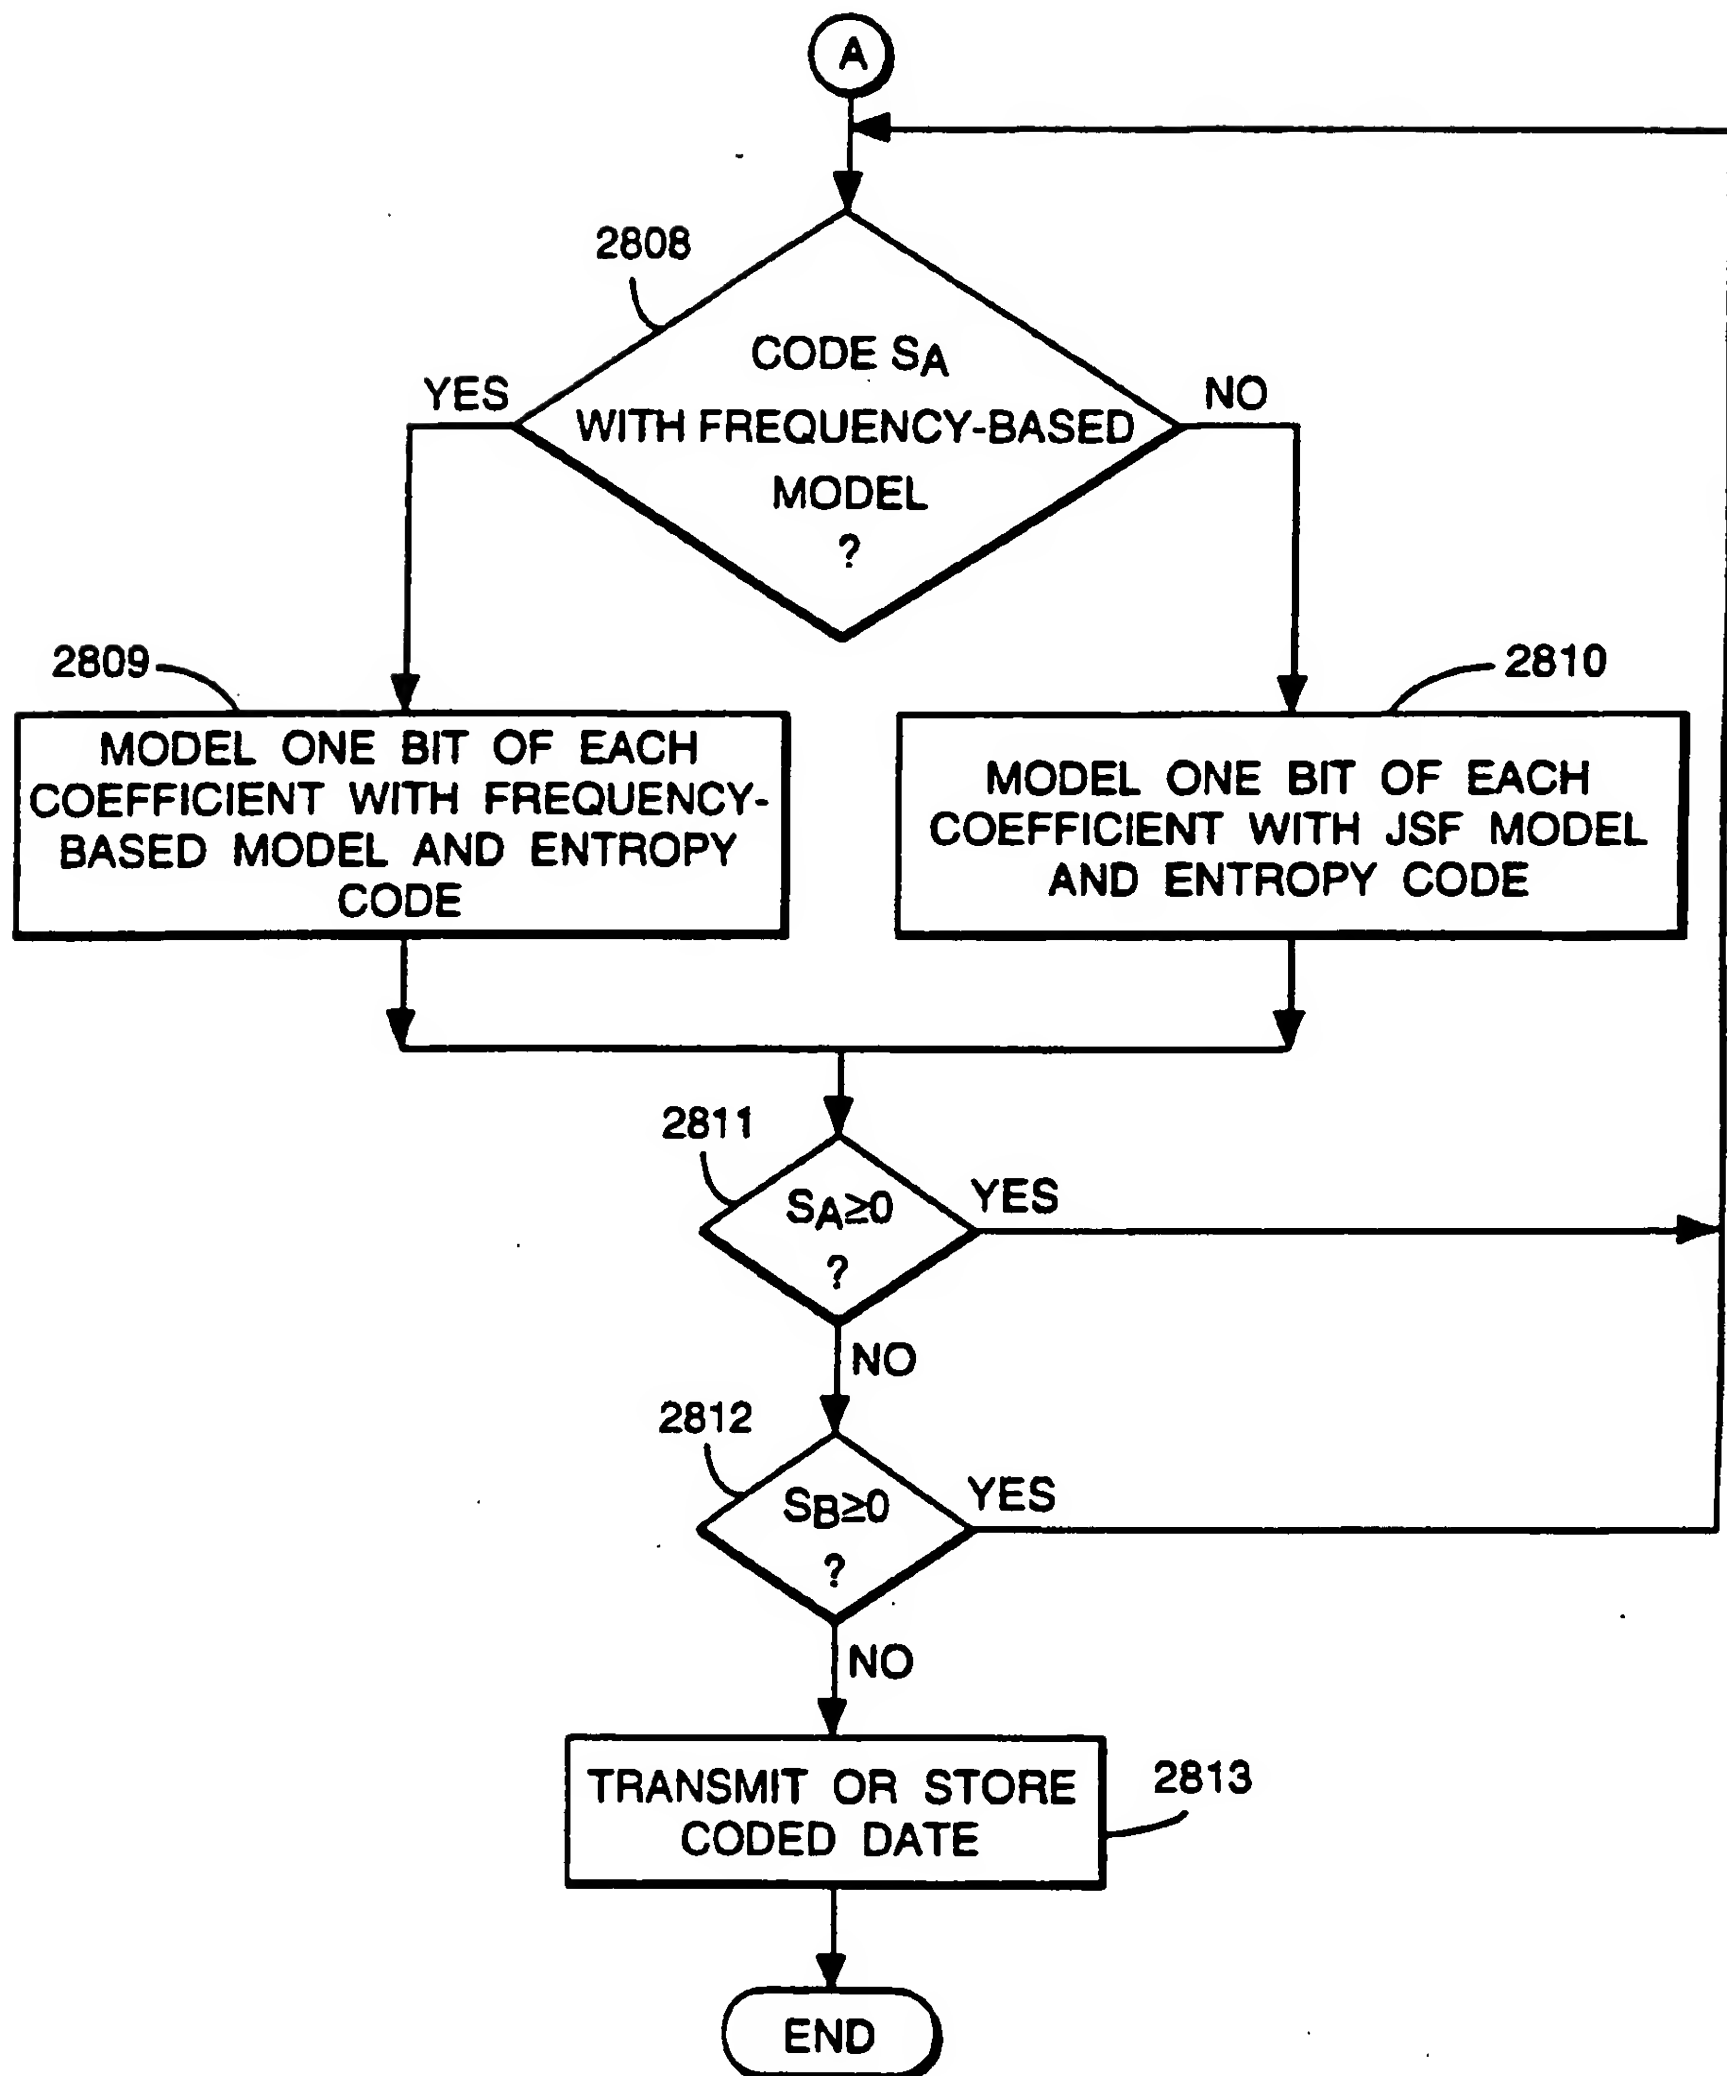 A
2808
CODE SA
YES
NO
WITH FREQUENCY-BASED
MODEL
?
2809
2810
MODEL ONE BIT OF EACH
COEFFICIENT WITH FREQUENCY-
BASED MODEL AND ENTROPY
CODE
MODEL ONE BIT OF EACH
COEFFICIENT WITH JSF MODEL
AND ENTROPY CODE
2811
SA≥0
?
YES
NO
2812
SB≥0
?
YES
NO
TRANSMIT OR STORE
CODED DATE
2813
END